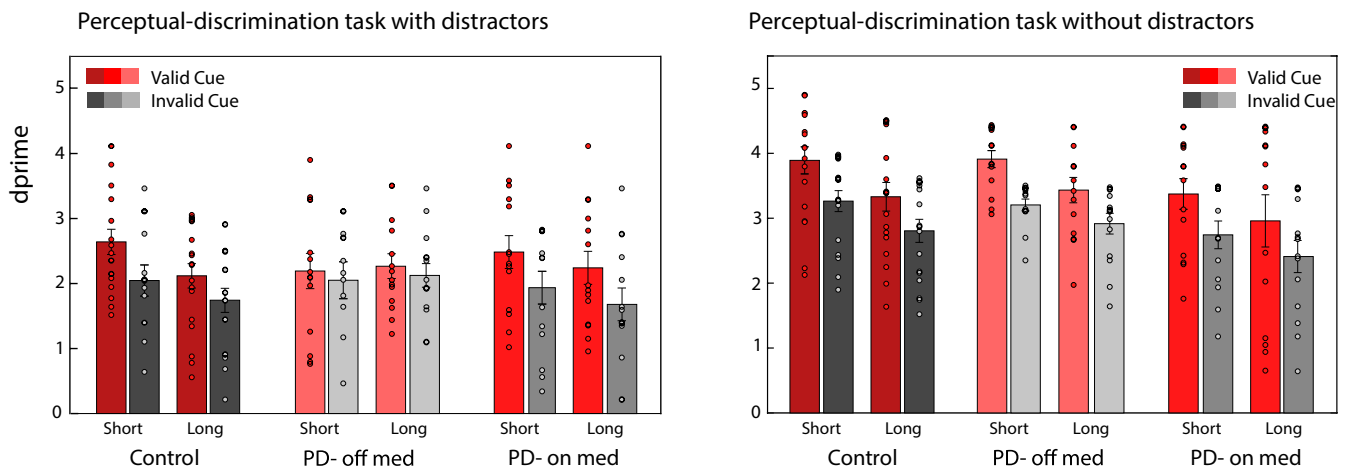 Perceptual-discrimination task with distractors
5
4
3
2
1
0
dprime
Valid Cue
Invalid Cue
Short Long Short Long Short Long
Control PD- off med PD- on med
Perceptual-discrimination task without distractors
5
4
3
2
1
0
Valid Cue
Invalid Cue
Short Long Short Long Short Long
Control PD- off med PD- on med